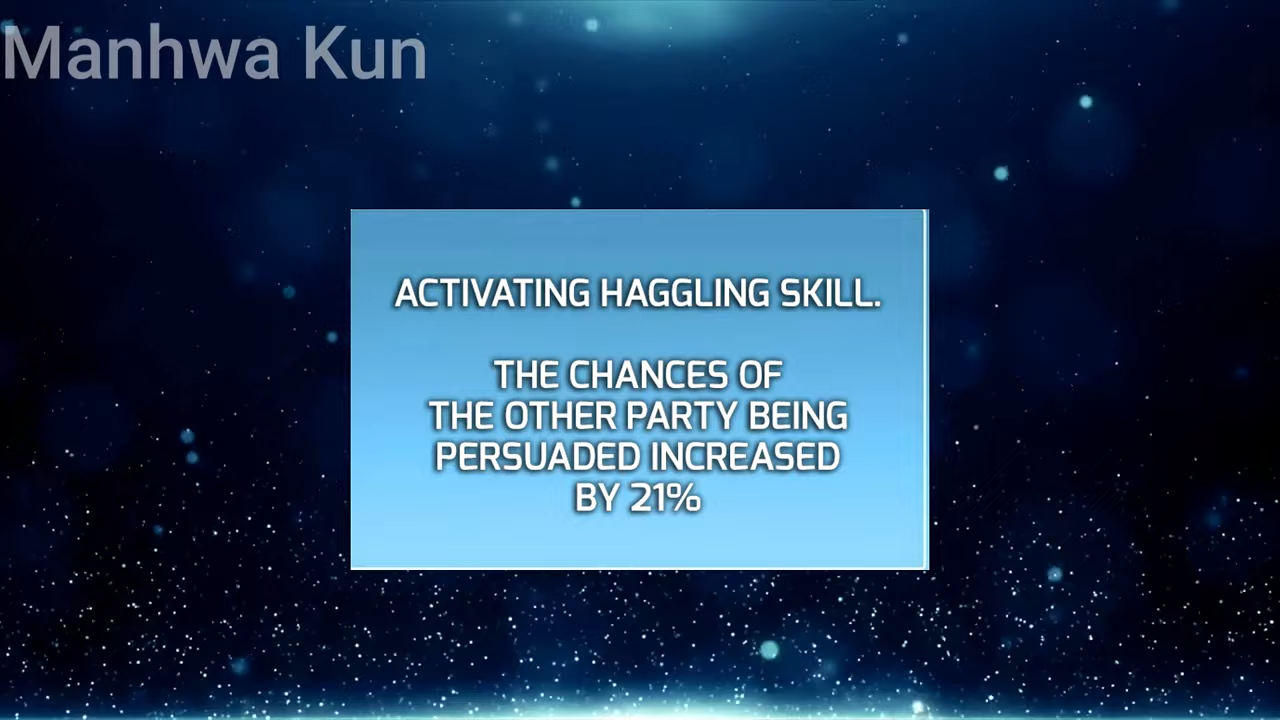 Manhwa Kun
ACTIVATING HAGGLING SKILL.
THE CHANCES OF
THE OTHER PARTY BEING
PERSUADED INCREASED
BY 21%